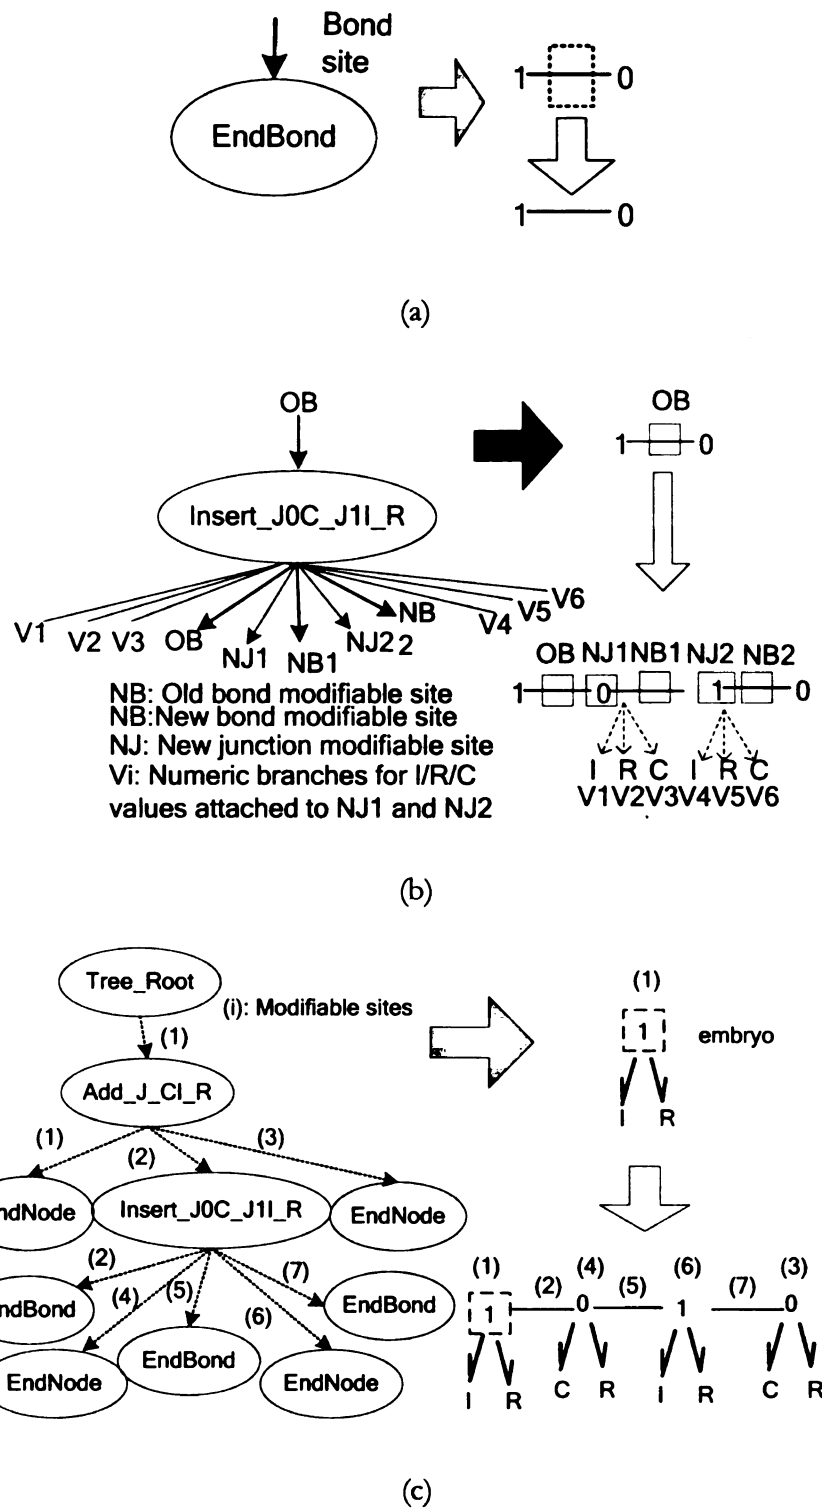 Bond
site
EndBond
1 0
1 0
(a)
OB
OB
1 0
Insert_J0C_J1I_R
V1 V2 V3 OB NJ1 NB1 NJ2 2 NB V4 V5 V6
OB NJ1 NB1 NJ2 NB2
1 0 1 0
NB: Old bond modifiable site
NB:New bond modifiable site
NJ: New junction modifiable site
Vi: Numeric branches for I/R/C
values attached to NJ1 and NJ2
I R C I R C
V1V2V3V4V5V6
(b)
Tree_Root
(i): Modifiable sites
(1)
Add_J_CI_R
(1) (2) (3)
ndNode Insert_J0C_J1I_R EndNode
(2) (4) (5) (6) (7)
ndBond EndBond
EndBond
EndNode EndNode
(1)
1 embryo
I R
(1) (2) (4) (5) (6) (7) (3)
1 0 1 0
I R C R I R C R
(c)